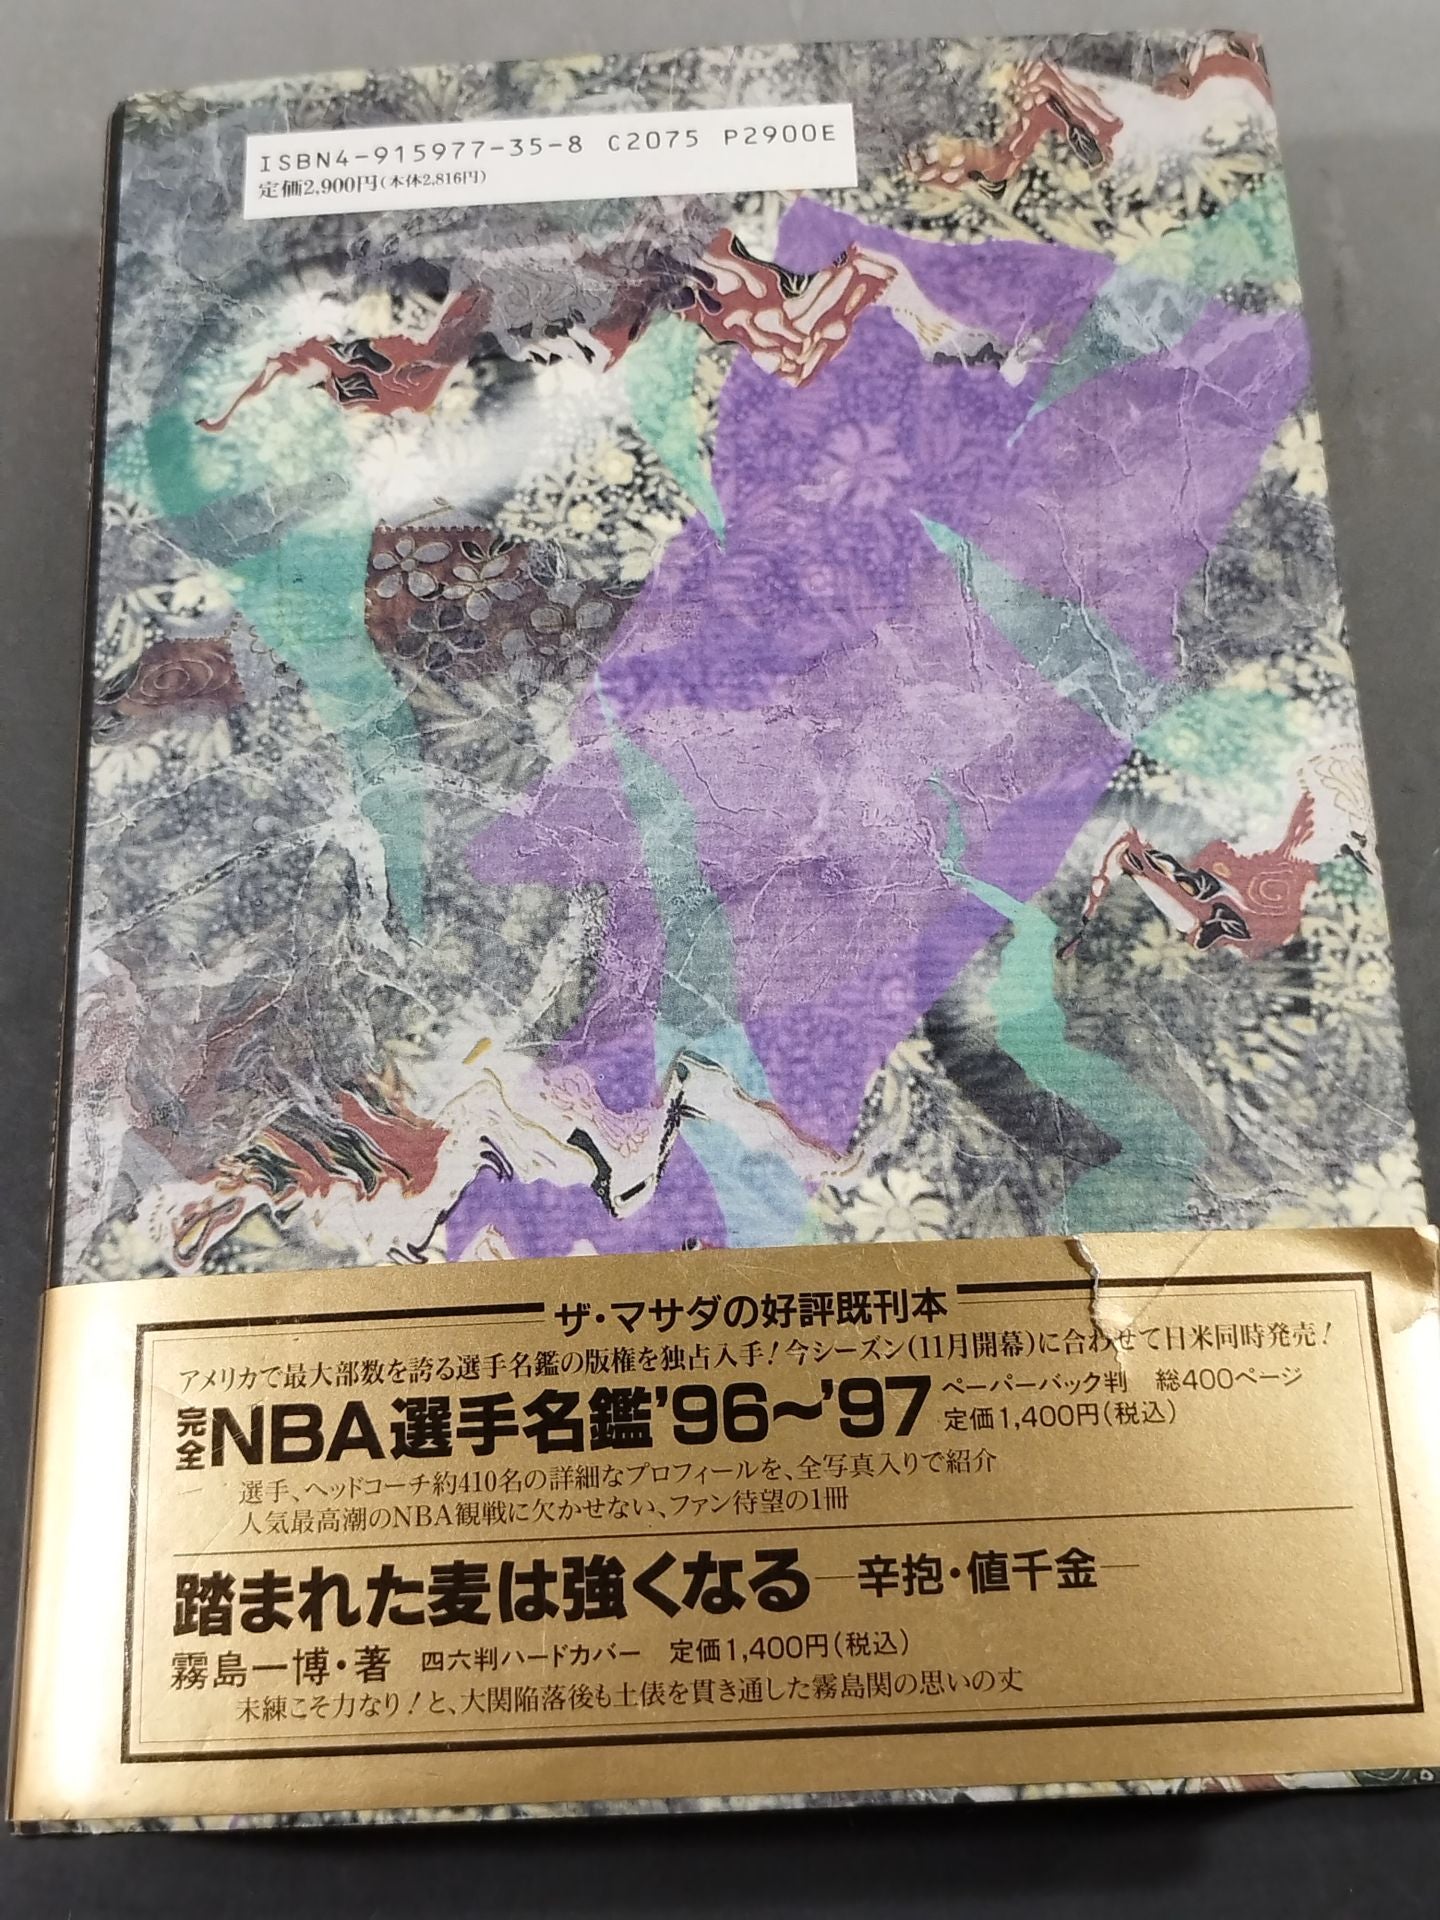 ISBN4-915977-35-8 C2075 P2900E
定価2,900円(本体2,816円)
ザ・マサダの好評既刊本
アメリカで最大部数を誇る選手名鑑の版権を独占入手!今シーズン(11月開幕)に合わせて日米同時発売!
完全NBA選手名鑑'96〜'97 ペーパーバック判 総400ページ
定価1,400円(税込)
選手、ヘッドコーチ約410名の詳細なプロフィールを、全写真入りで紹介
人気最高潮のNBA観戦に欠かせない、ファン待望の1冊
踏まれた麦は強くなる—辛抱・値千金—
霧島一博・著 四六判ハードカバー 定価1,400円(税込)
未練こそ力なり!と、大関陥落後も土俵を貫き通した霧島関の思いの丈